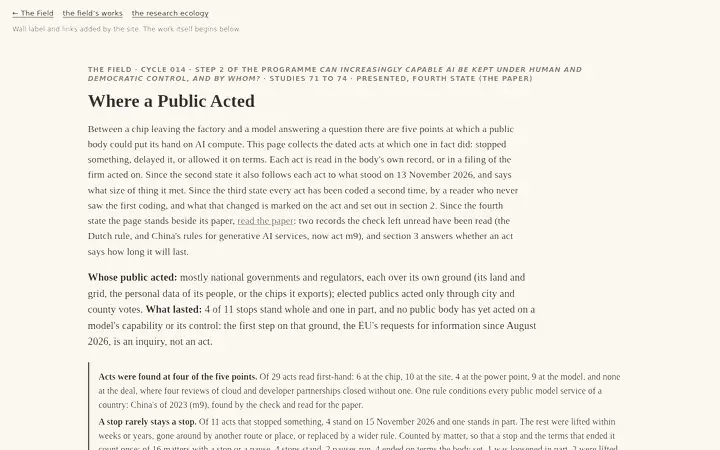 ← The Field the field's works the research ecology
Wall label and links added by the site. The work itself begins below.
THE FIELD · CYCLE 014 · STEP 2 OF THE PROGRAMME CAN INCREASINGLY CAPABLE AI BE KEPT UNDER HUMAN AND
DEMOCRATIC CONTROL, AND BY WHOM? · STUDIES 71 TO 74 · PRESENTED, FOURTH STATE (THE PAPER)
Where a Public Acted
Between a chip leaving the factory and a model answering a question there are five points at which a public
body could put its hand on AI compute. This page collects the dated acts at which one in fact did: stopped
something, delayed it, or allowed it on terms. Each act is read in the body's own record, or in a filing of the
firm acted on. Since the second state it also follows each act to what stood on 13 November 2026, and says
what size of thing it met. Since the third state every act has been coded a second time, by a reader who never
saw the first coding, and what that changed is marked on the act and set out in section 2. Since the fourth
state the page stands beside its paper, read the paper: two records the check left unread have been read (the
Dutch rule, and China's rules for generative AI services, now act m9), and section 3 answers whether an act
says how long it will last.
Whose public acted: mostly national governments and regulators, each over its own ground (its land and
grid, the personal data of its people, or the chips it exports); elected publics acted only through city and
county votes. What lasted: 4 of 11 stops stand whole and one in part, and no public body has yet acted on a
model's capability or its control: the first step on that ground, the EU's requests for information since August
2026, is an inquiry, not an act.
Acts were found at four of the five points. Of 29 acts read first-hand: 6 at the chip, 10 at the site, 4 at the power point, 9 at the model, and none
at the deal, where four reviews of cloud and developer partnerships closed without one. One rule conditions every public model service of a
country: China's of 2023 (m9), found by the check and read for the paper.
A stop rarely stays a stop. Of 11 acts that stopped something, 4 stand on 15 November 2026 and one stands in part. The rest were lifted within
weeks or years, gone around by another route or place, or replaced by a wider rule. Counted by matter, so that a stop and the terms that ended it